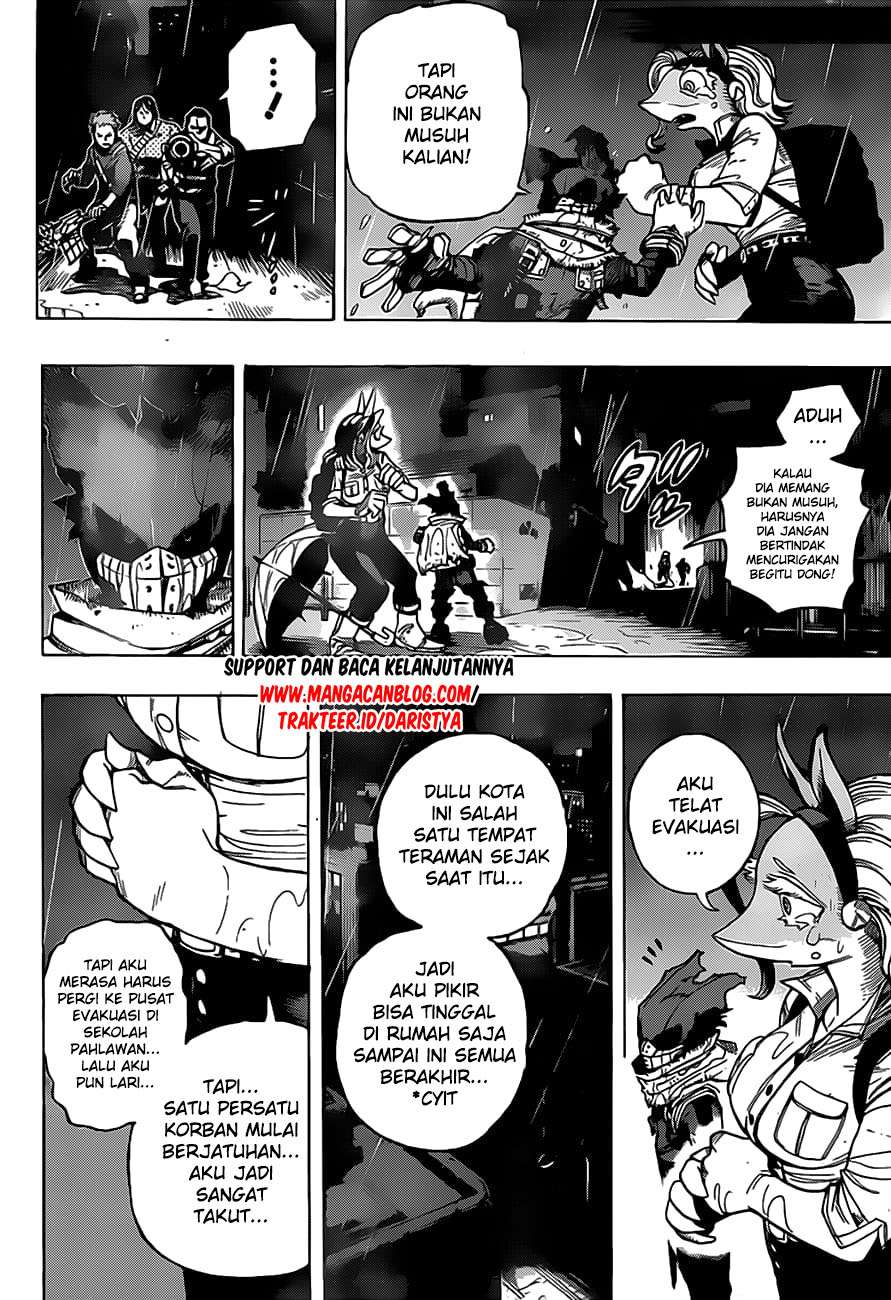 TAPI
ORANG
INI BUKAN
MUSUH
KALIAN!
...!
ADUH
...
KALAU
DIA MEMANG
BUKAN MUSUH,
HARUSNYA
DIA JANGAN
BERTINDAK
MENCURIGAKAN
BEGITU DONG!
SUPPORT DAN BACA KELANJUTANNYA
WWW.MANGACANBLOG.COM/
TRAKTEER.ID/DARISTYA
AKU
TELAT
EVAKUASI
...
DULU KOTA
INI SALAH
SATU TEMPAT
TERAMAN SEJAK
SAAT ITU...
JADI
AKU PIKIR
BISA TINGGAL
DI RUMAH SAJA
SAMPAI INI SEMUA
BERAKHIR...
*CYIT
TAPI...
SATU PERSATU
KORBAN MULAI
BERJATUHAN...
AKU JADI
SANGAT
TAKUT...
TAPI AKU
MERASA HARUS
PERGI KE PUSAT
EVAKUASI DI
SEKOLAH
PAHLAWAN...
LALU AKU
PUN LARI...